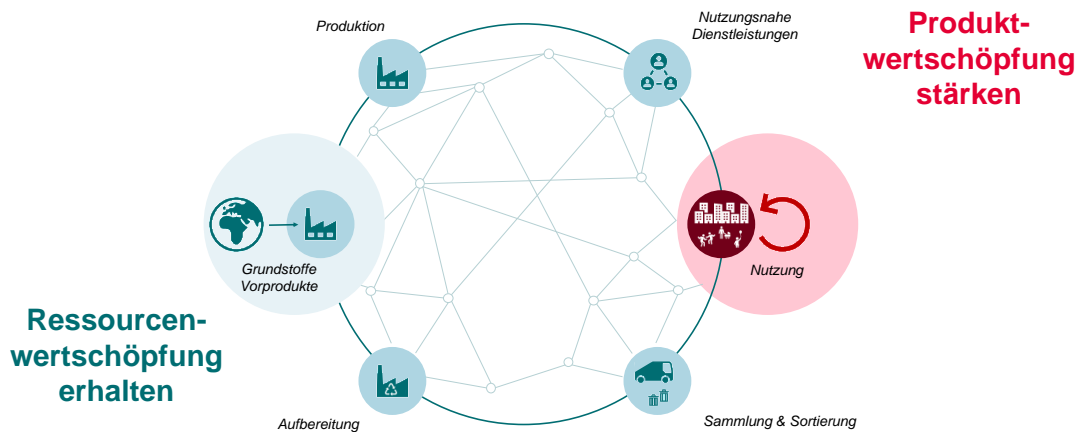 Produktion
Nutzungsnahe
Dienstleistungen
Produkt-
wertschöpfung
stärken
Grundstoffe
Vorprodukte
Nutzung
Ressourcen-
wertschöpfung
erhalten
Aufbereitung
Sammlung & Sortierung